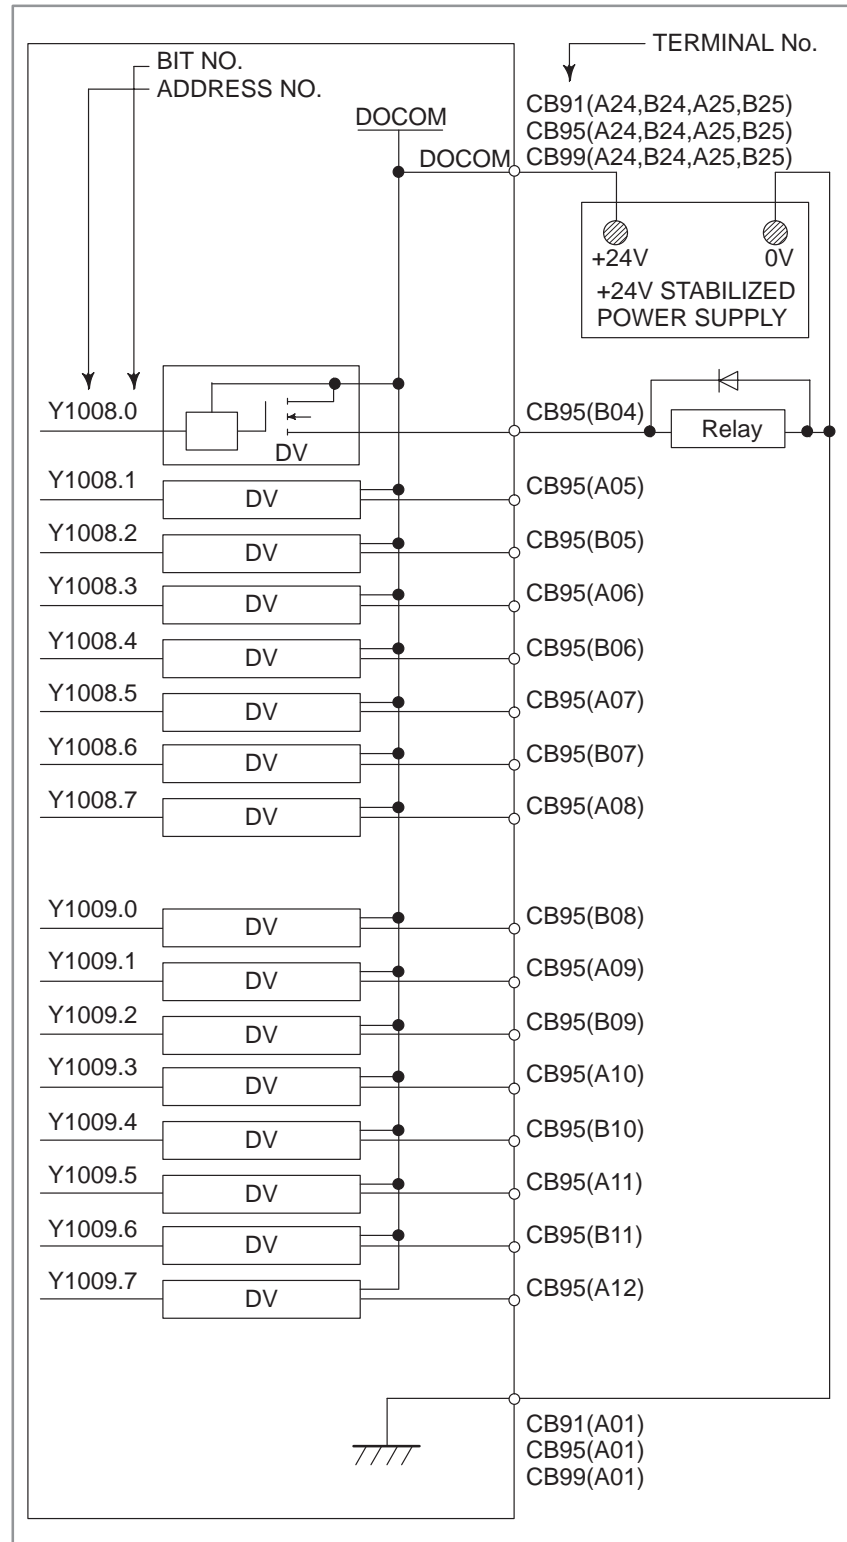 TERMINAL No.
BIT NO.
ADDRESS NO.
CB91(A24,B24,A25,B25)
DOCOM
CB95(A24,B24,A25,B25)
DOCOM
CB99(A24,B24,A25,B25)
+24V
0V
+24V STABILIZED
POWER SUPPLY
Y1008.0
CB95(B04)
Relay
DV
Y1008.1
DV
CB95(A05)
Y1008.2
DV
CB95(B05)
Y1008.3
DV
CB95(A06)
Y1008.4
DV
CB95(B06)
Y1008.5
DV
CB95(A07)
Y1008.6
DV
CB95(B07)
Y1008.7
DV
CB95(A08)
Y1009.0
DV
CB95(B08)
Y1009.1
DV
CB95(A09)
Y1009.2
DV
CB95(B09)
Y1009.3
DV
CB95(A10)
Y1009.4
DV
CB95(B10)
Y1009.5
DV
CB95(A11)
Y1009.6
DV
CB95(B11)
Y1009.7
DV
CB95(A12)
CB91(A01)
CB95(A01)
CB99(A01)